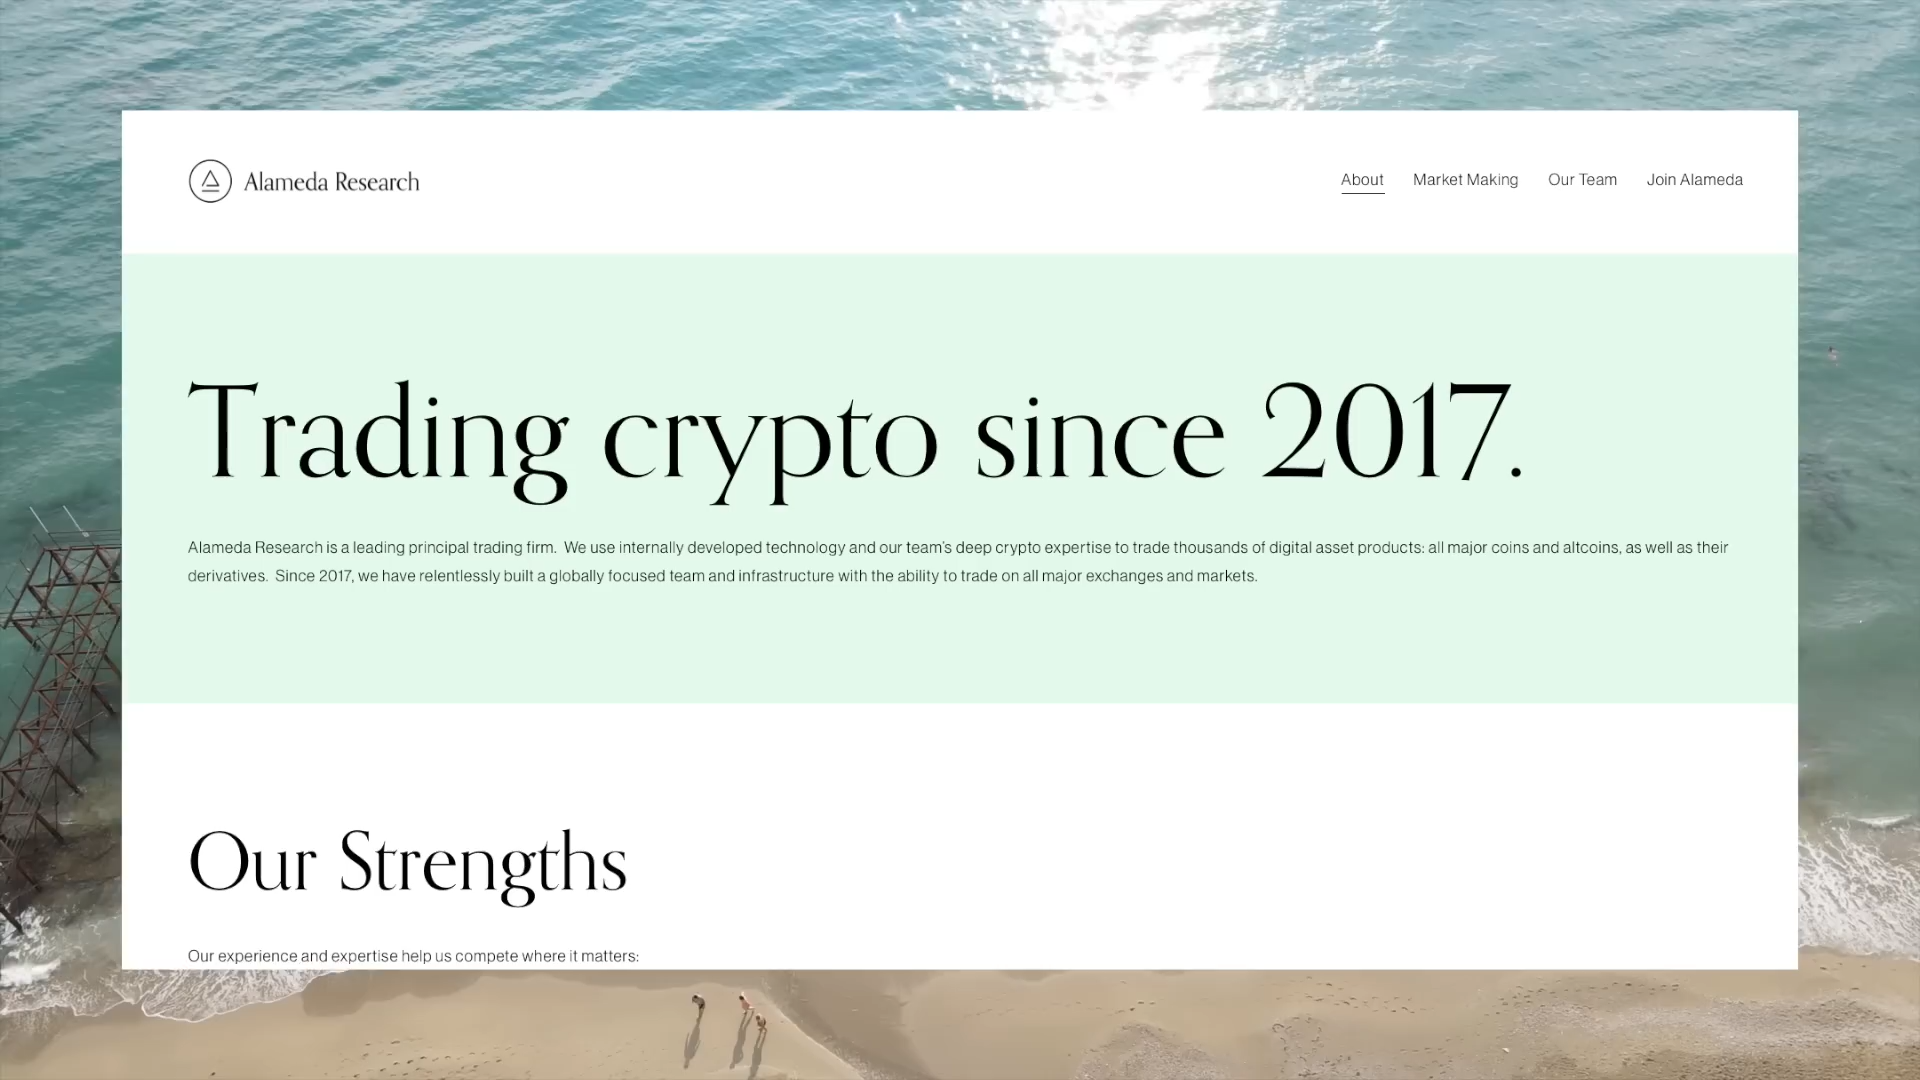 Alameda Research
About Market Making Our Team Join Alameda
Trading crypto since 2017.
Alameda Research is a leading principal trading firm.  We use internally developed technology and our team's deep crypto expertise to trade thousands of digital asset products: all major coins and altcoins, as well as their
derivatives.  Since 2017, we have relentlessly built a globally focused team and infrastructure with the ability to trade on all major exchanges and markets.
Our Strengths
Our experience and expertise help us compete where it matters: